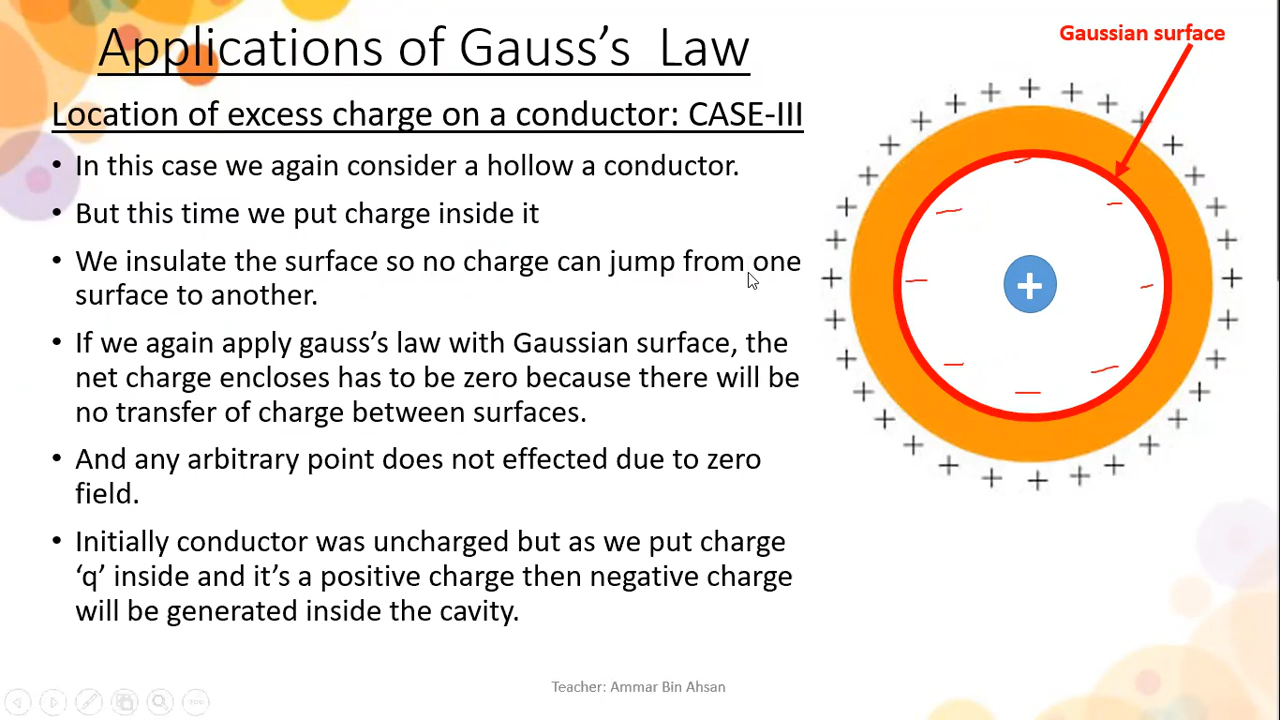 Applications of Gauss’s Law
Gaussian surface
Location of excess charge on a conductor: CASE-III
• In this case we again consider a hollow a conductor.
• But this time we put charge inside it
• We insulate the surface so no charge can jump from one
surface to another.
• If we again apply gauss’s law with Gaussian surface, the
net charge encloses has to be zero because there will be
no transfer of charge between surfaces.
• And any arbitrary point does not effected due to zero
field.
• Initially conductor was uncharged but as we put charge
‘q’ inside and it’s a positive charge then negative charge
will be generated inside the cavity.
Teacher: Ammar Bin Ahsan